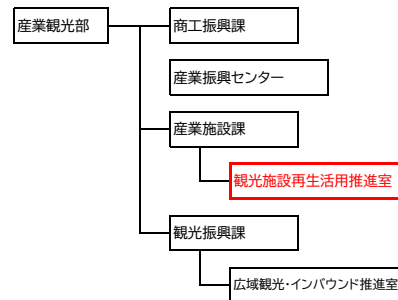 産業観光部
商工振興課
産業振興センター
産業施設課
観光施設再生活用推進室
観光振興課
広域観光・インバウンド推進室